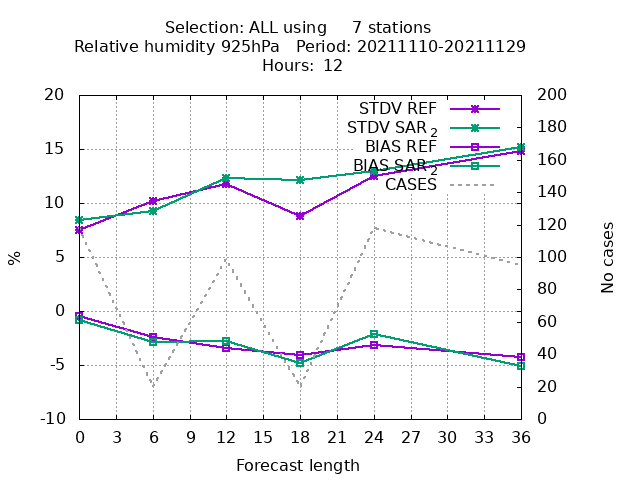 Selection: ALL using 7 stations
Relative humidity 925hPa Period: 20211110-20211129
Hours: 12
20 200
STDV REF
180
STDV SAR 2
15
BIAS REF
160
BIAS SAR 2
CASES
140
10
120
5 100
80
0
60
-5
40
20
-10 0
0 3 6 9 12 15 18 21 24 27 30 33 36
%
No cases
Forecast length